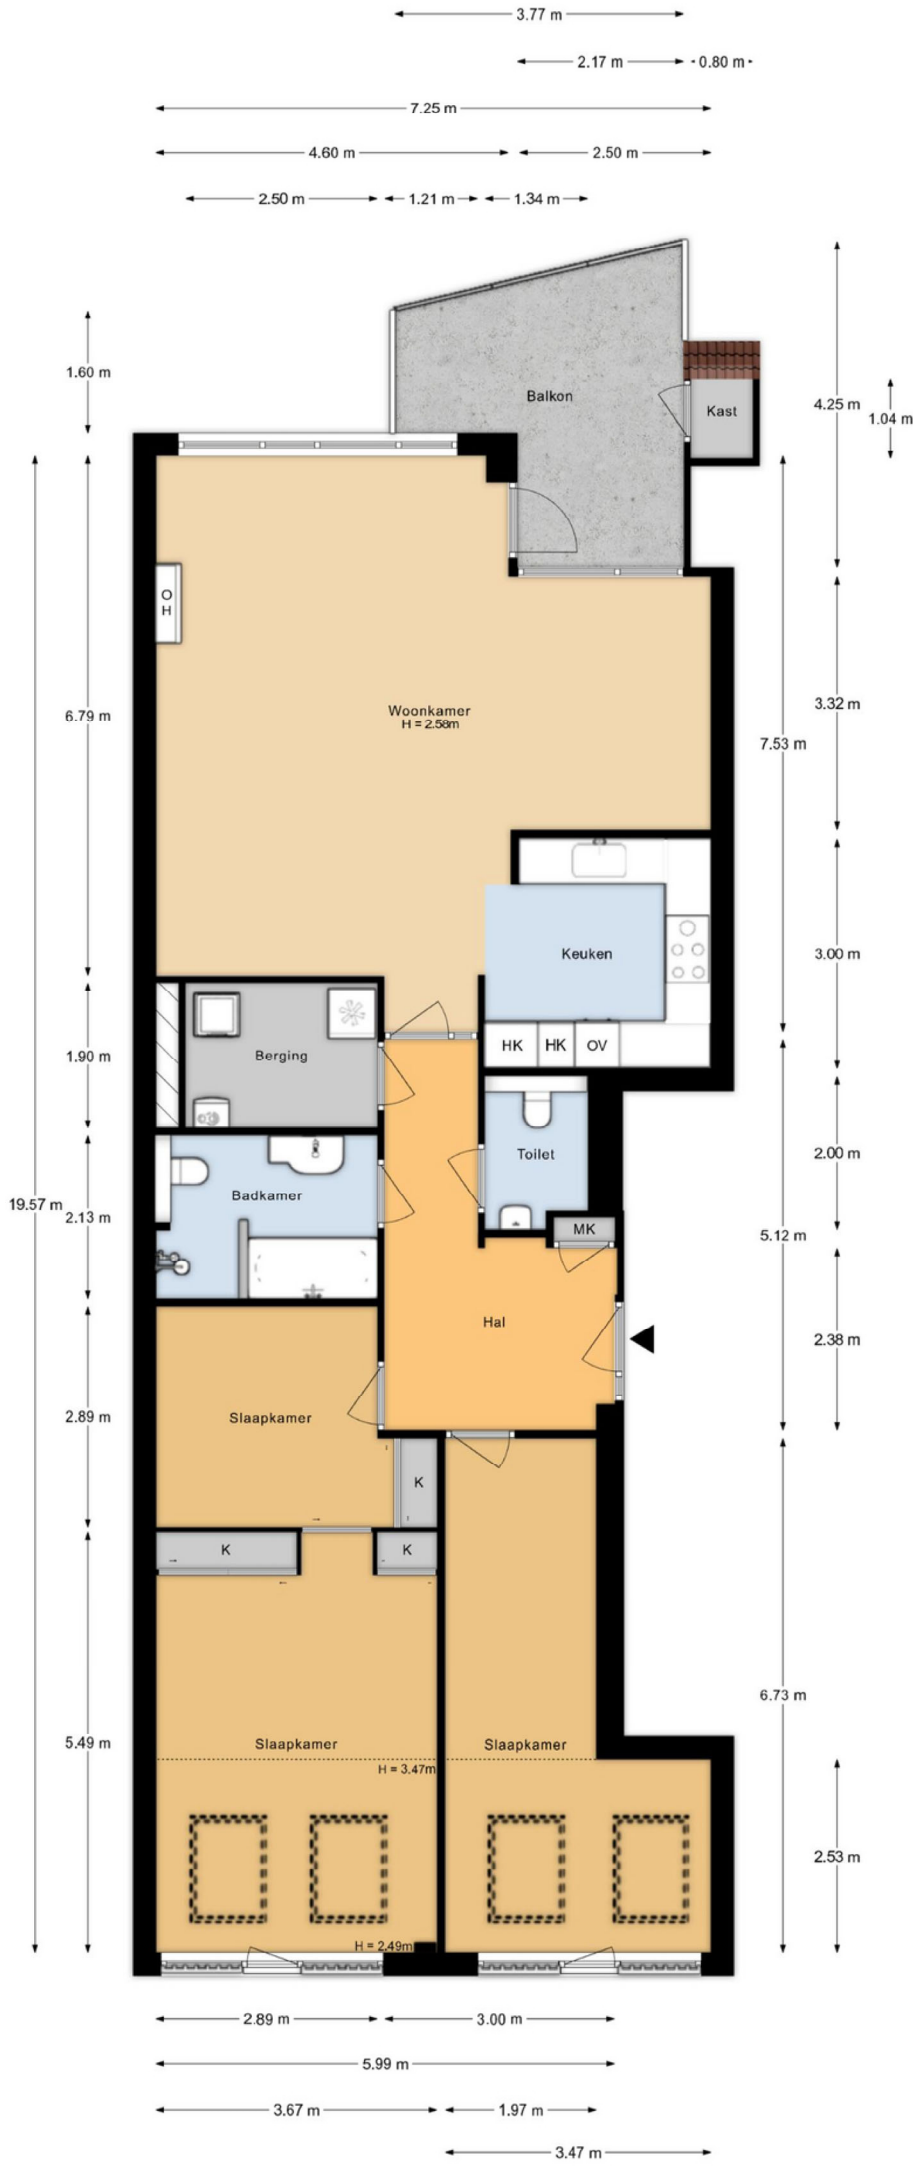 3.77 m
2.17 m
0.80 m
7.25 m
4.60 m
2.50 m
2.50 m
1.21 m
1.34 m
1.60 m
Balkon
Kast
4.25 m
1.04 m
O
H
6.79 m
Woonkamer
H = 2.58m
3.32 m
7.53 m
Keuken
3.00 m
HK
HK
OV
Berging
1.90 m
Toilet
2.00 m
Badkamer
19.57 m
2.13 m
MK
5.12 m
Hal
2.38 m
2.89 m
Slaapkamer
K
K
K
6.73 m
5.49 m
Slaapkamer
Slaapkamer
H = 3.47m
2.53 m
H = 2.49m
2.89 m
3.00 m
5.99 m
3.67 m
1.97 m
3.47 m